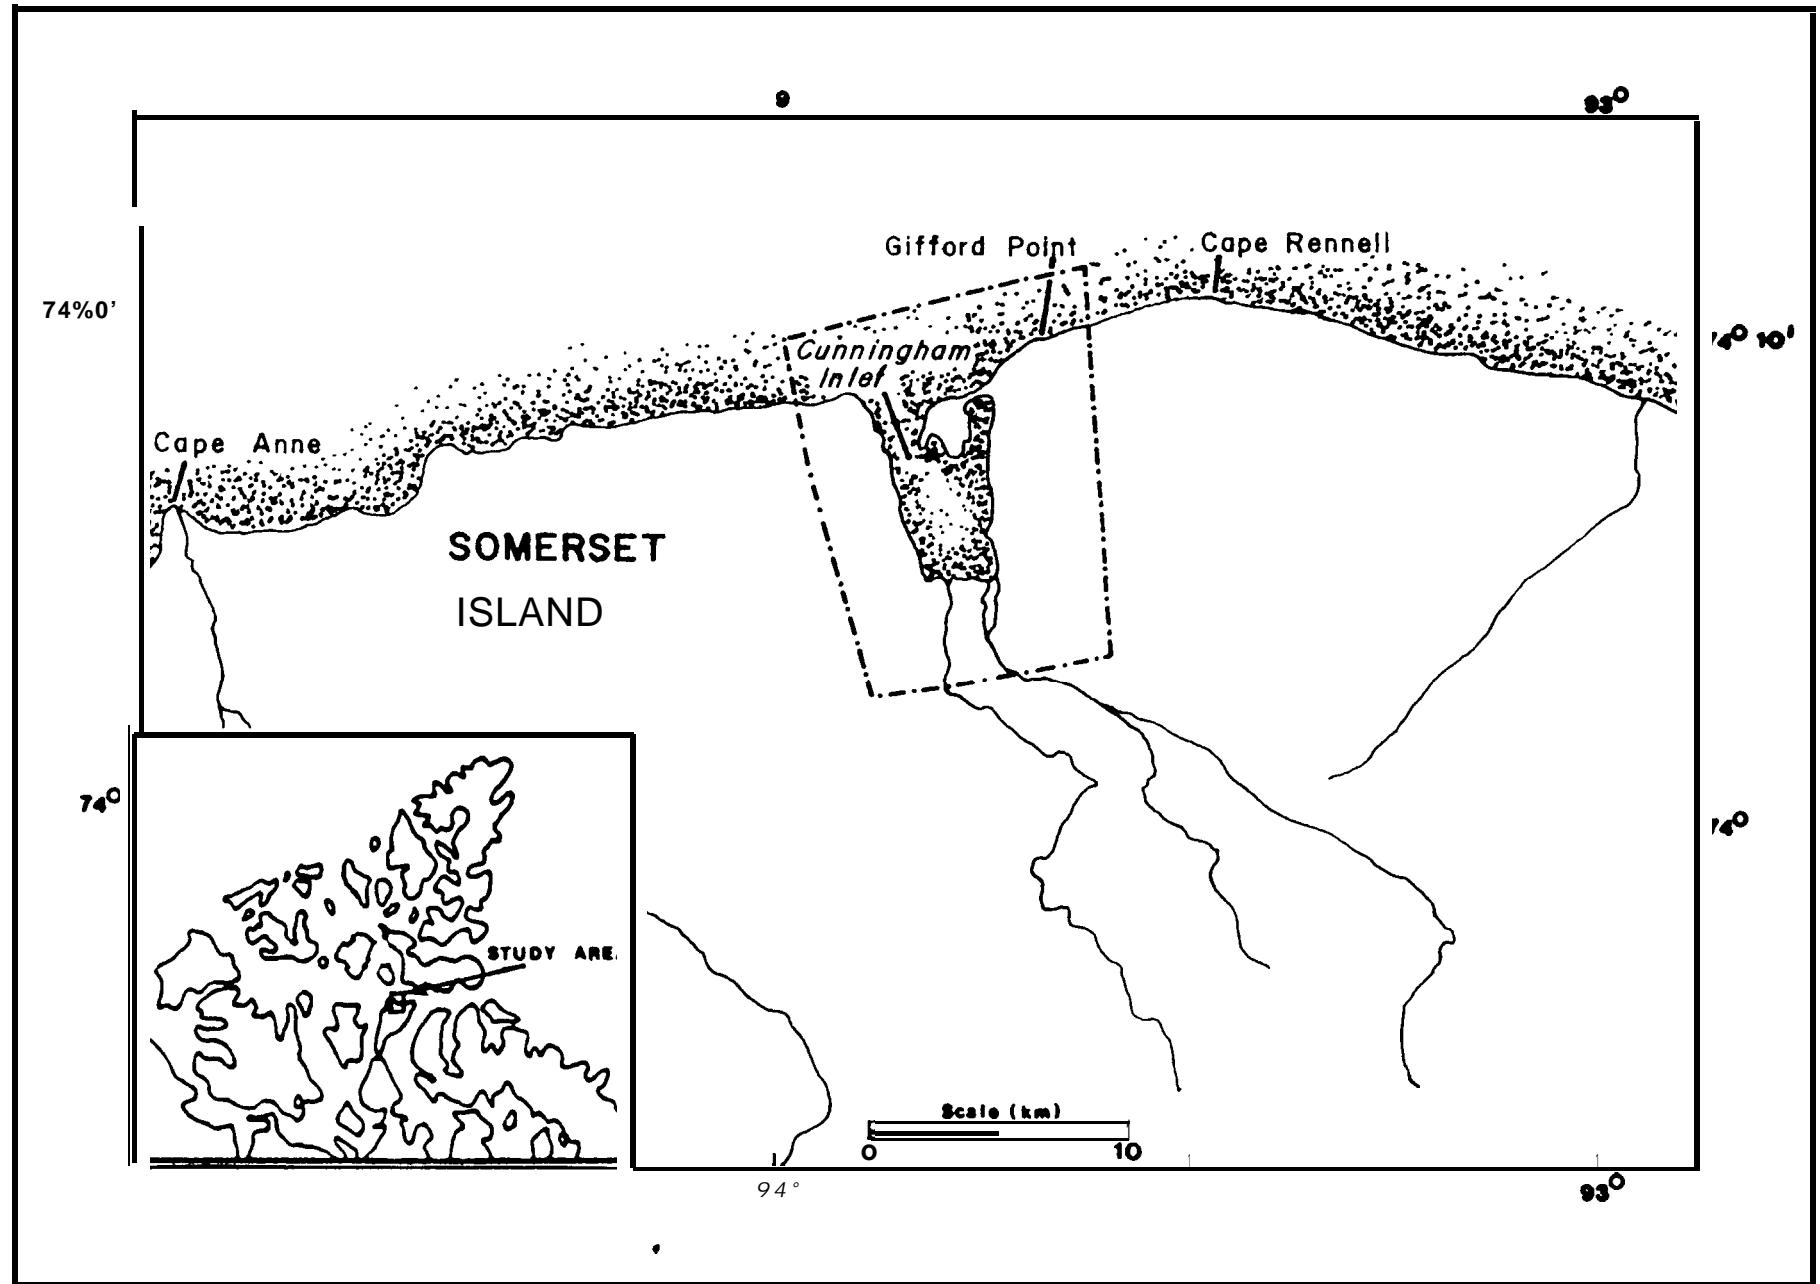 9
93°
Gifford Point
Cape Rennell
74%0'
74° 10'
Cunningham
Inlet
Cape Anne
SOMERSET
ISLAND
74°
74°
STUDY ARE
Scale (km)
0
10
94°
93°